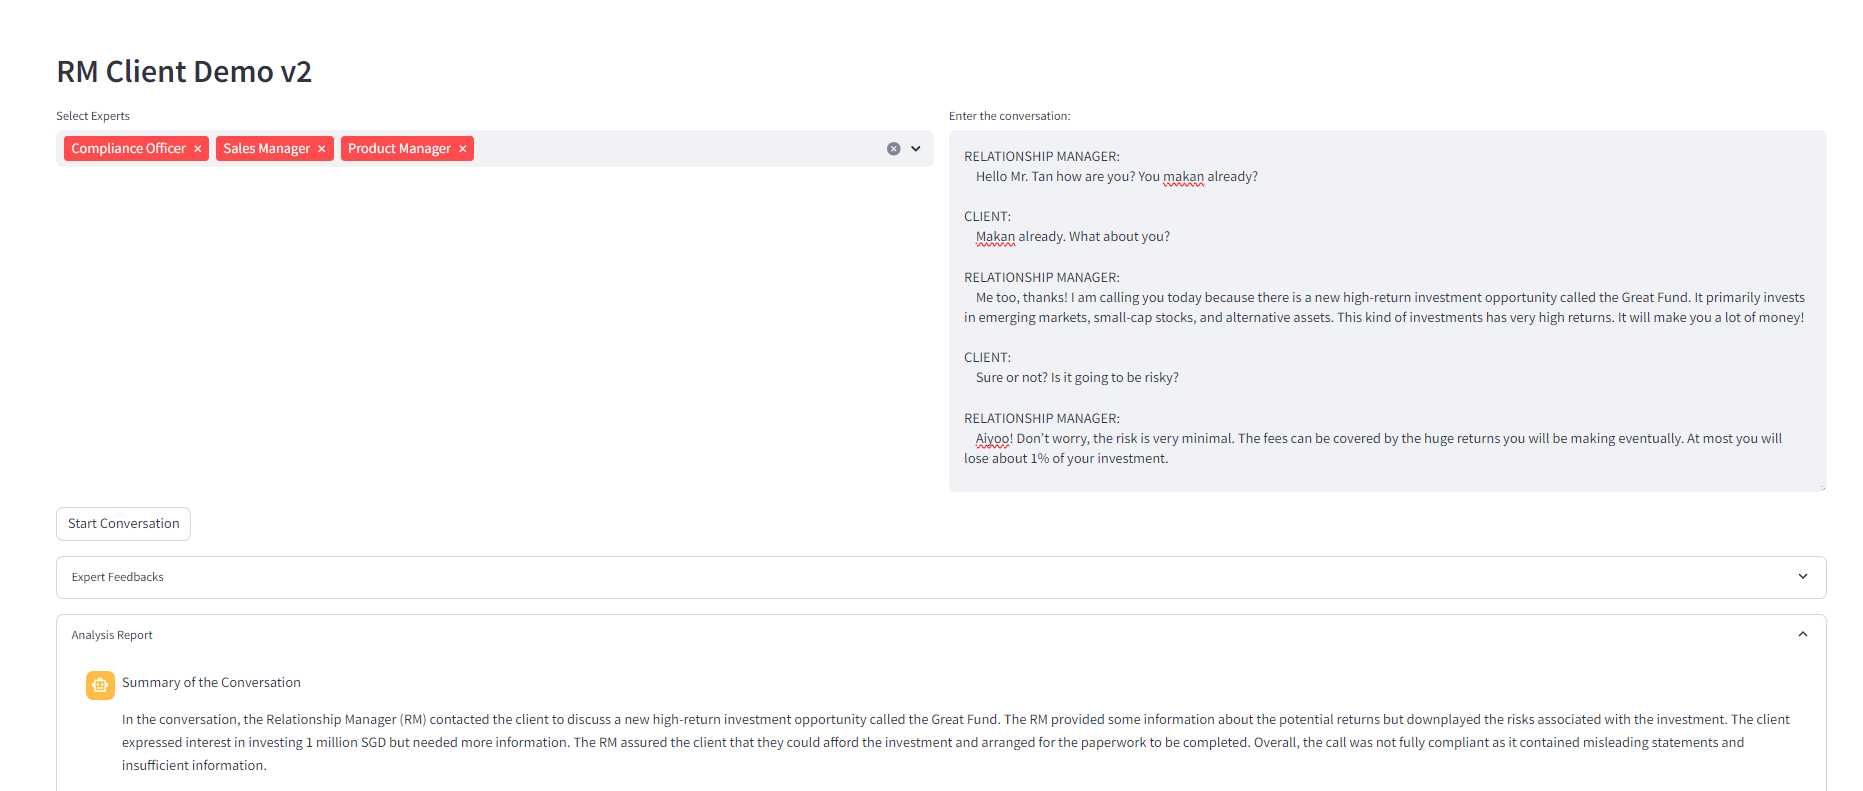 RM Client Demo v2
Select Experts
Compliance Officer × Sales Manager × Product Manager ×
Enter the conversation:
RELATIONSHIP MANAGER:
Hello Mr. Tan how are you? You makan already?
CLIENT:
Makan already. What about you?
RELATIONSHIP MANAGER:
Me too, thanks! I am calling you today because there is a new high-return investment opportunity called the Great Fund. It primarily invests
in emerging markets, small-cap stocks, and alternative assets. This kind of investments has very high returns. It will make you a lot of money!
CLIENT:
Sure or not? Is it going to be risky?
RELATIONSHIP MANAGER:
Aiyoo! Don’t worry, the risk is very minimal. The fees can be covered by the huge returns you will be making eventually. At most you will
lose about 1% of your investment.
Start Conversation
Expert Feedbacks
Analysis Report
Summary of the Conversation
In the conversation, the Relationship Manager (RM) contacted the client to discuss a new high-return investment opportunity called the Great Fund. The RM provided some information about the potential returns but downplayed the risks associated with the investment. The client
expressed interest in investing 1 million SGD but needed more information. The RM assured the client that they could afford the investment and arranged for the paperwork to be completed. Overall, the call was not fully compliant as it contained misleading statements and
insufficient information.